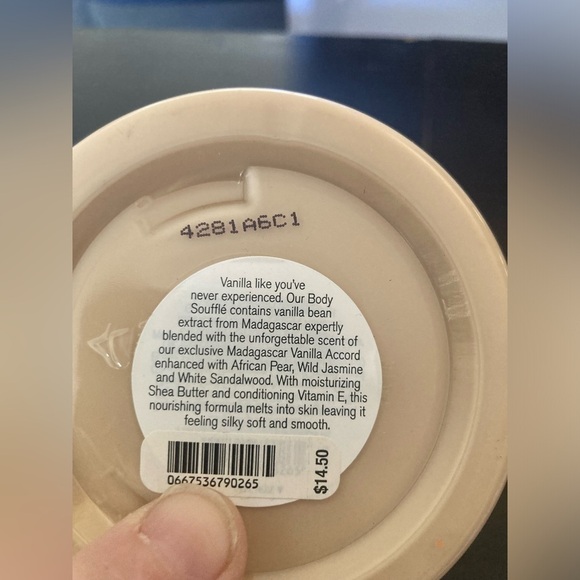 4281A6C1
Vanilla like you've
never experienced. Our Body
Soufflé contains vanilla bean
extract from Madagascar expertly
blended with the unforgettable scent of
our exclusive Madagascar Vanilla Accord
enhanced with African Pear, Wild Jasmine
and White Sandalwood. With moisturizing
Shea Butter and conditioning Vitamin E, this
nourishing formula melts into skin leaving it
feeling silky soft and smooth.
0667536790265
$14.50